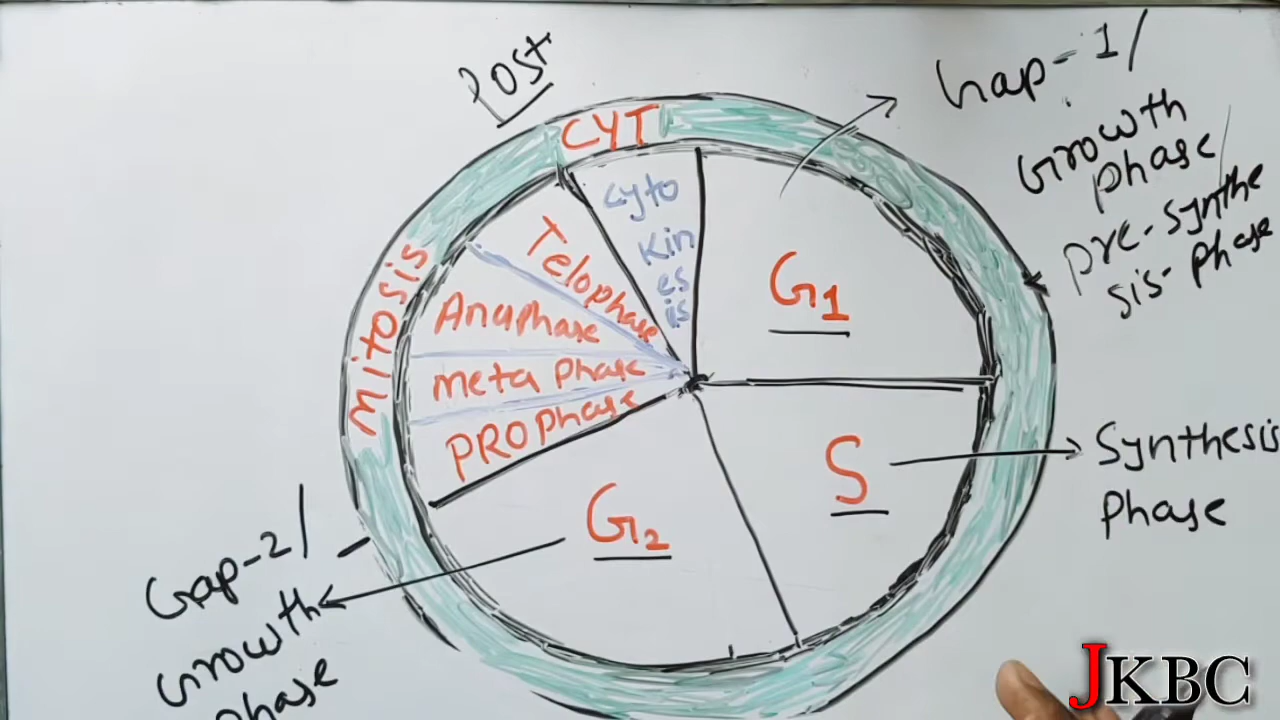 Post
CYT
Gap-1/
Growth
phase/
pre-synthe
sis-phase
Mitosis
Cyto
kin
es
is
Telophase
Anaphase
meta phase
PROphase
G1
S
Synthesis
phase
G2
Gap-2/
Growth
phase
JKBC